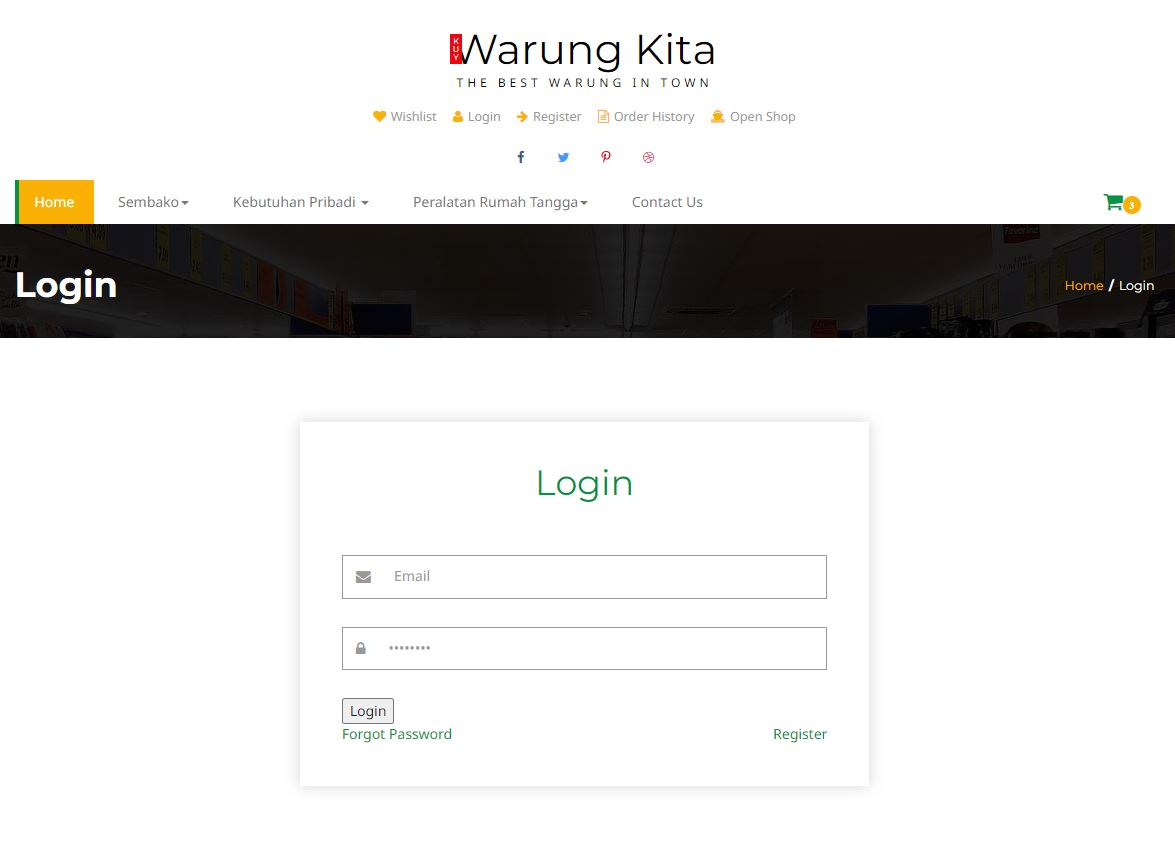 KUY
Warung Kita
THE BEST WARUNG IN TOWN
Wishlist Login Register Order History Open Shop
Home Sembako Kebutuhan Pribadi Peralatan Rumah Tangga Contact Us 3
Login
Home / Login
Login
Email
••••••••
Login
Forgot Password Register